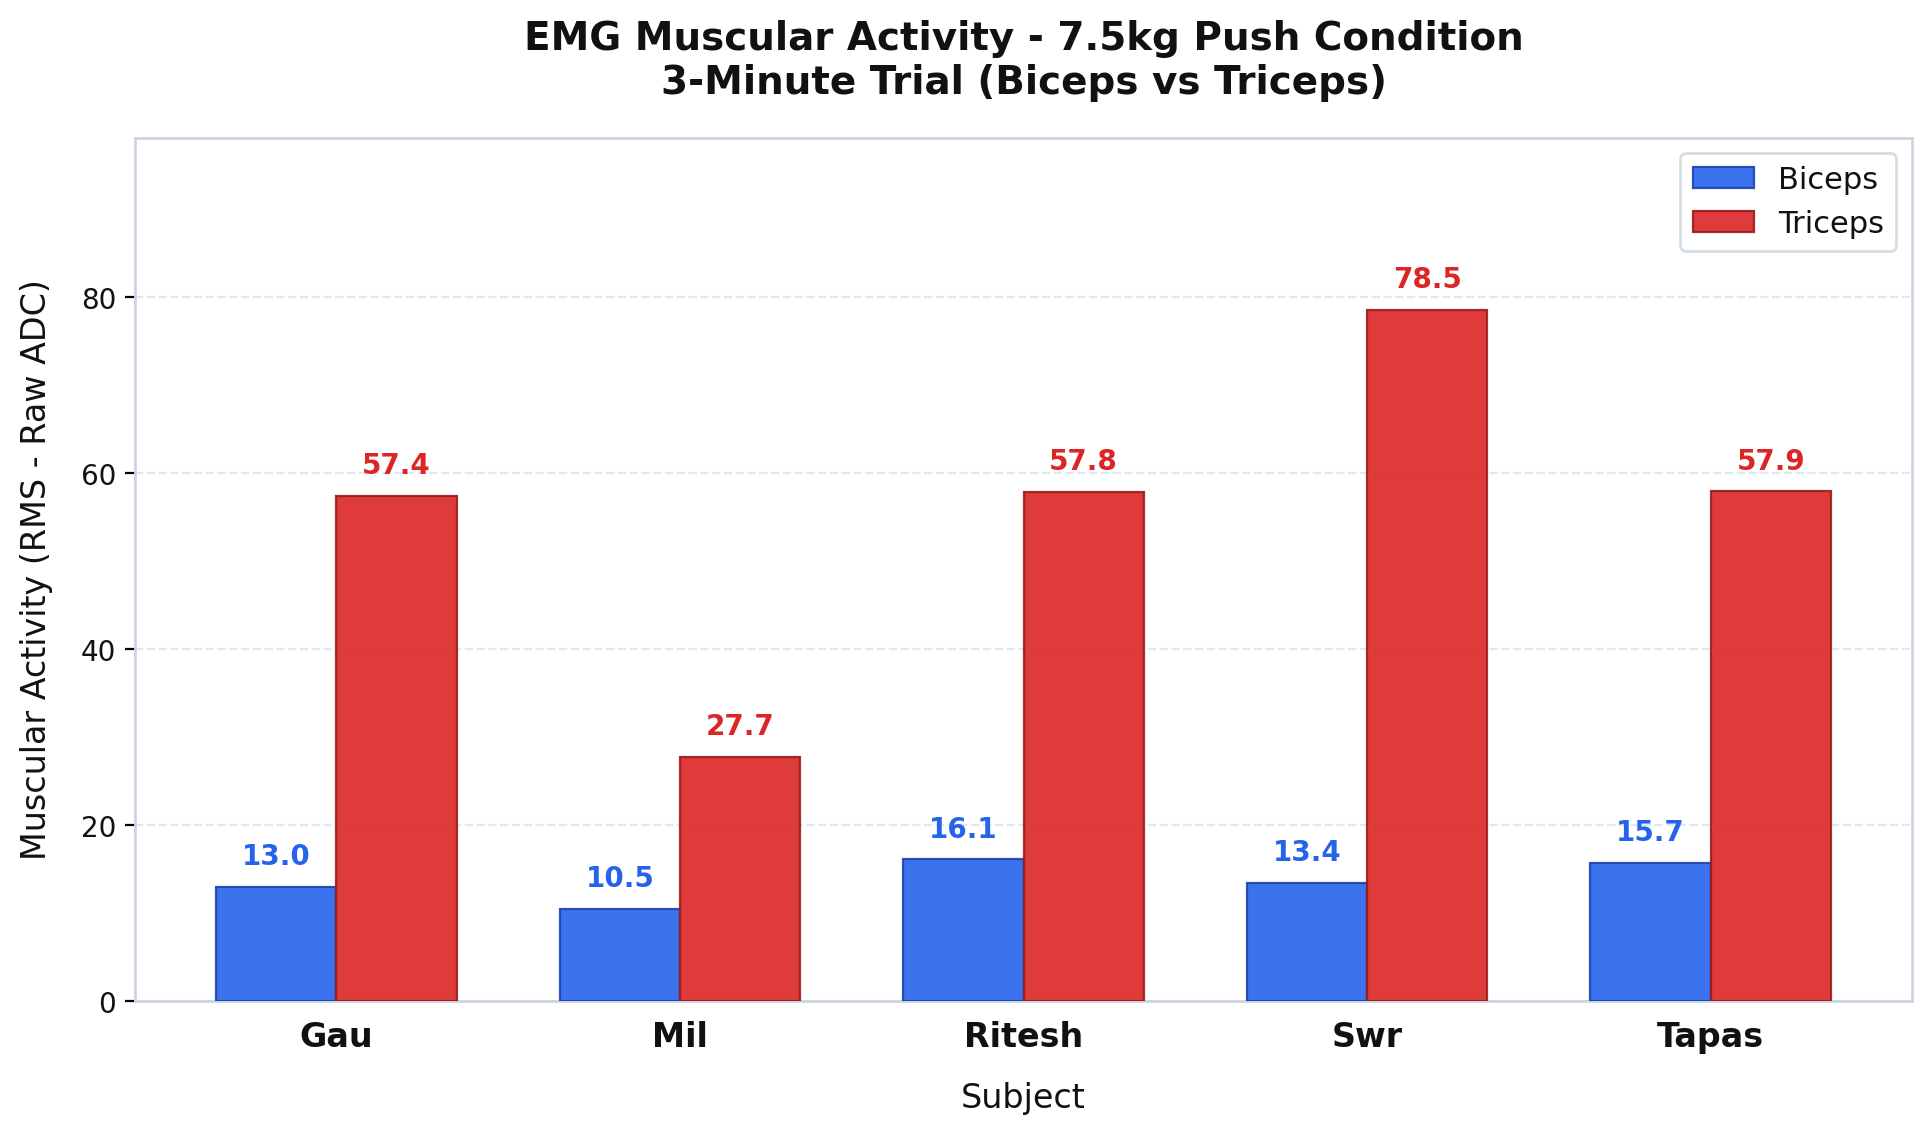 EMG Muscular Activity - 7.5kg Push Condition
3-Minute Trial (Biceps vs Triceps)
Biceps
Triceps
Muscular Activity (RMS - Raw ADC)
80
60
40
20
0
13.0
57.4
10.5
27.7
16.1
57.8
13.4
78.5
15.7
57.9
Gau
Mil
Ritesh
Swr
Tapas
Subject